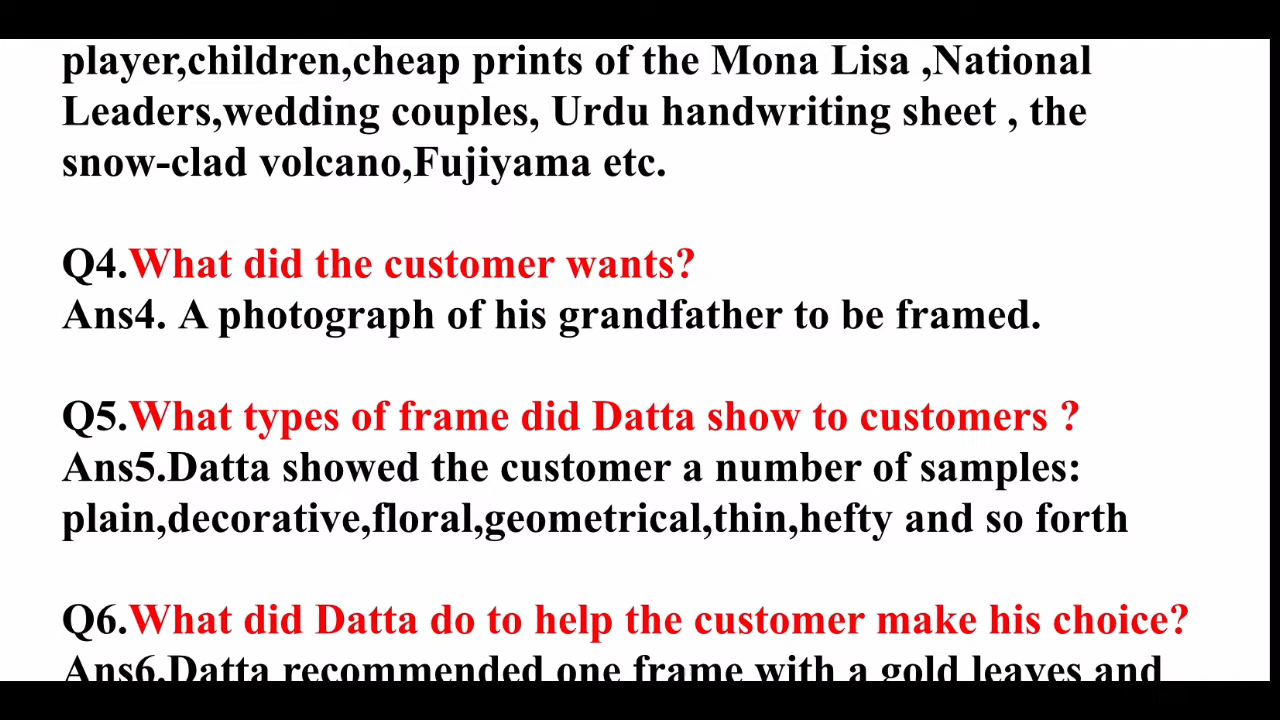 player,children,cheap prints of the Mona Lisa ,National
Leaders,wedding couples, Urdu handwriting sheet , the
snow-clad volcano,Fujiyama etc.
Q4.What did the customer wants?
Ans4. A photograph of his grandfather to be framed.
Q5.What types of frame did Datta show to customers ?
Ans5.Datta showed the customer a number of samples:
plain,decorative,floral,geometrical,thin,hefty and so forth
Q6.What did Datta do to help the customer make his choice?
Ans6.Datta recommended one frame with a gold leaves and